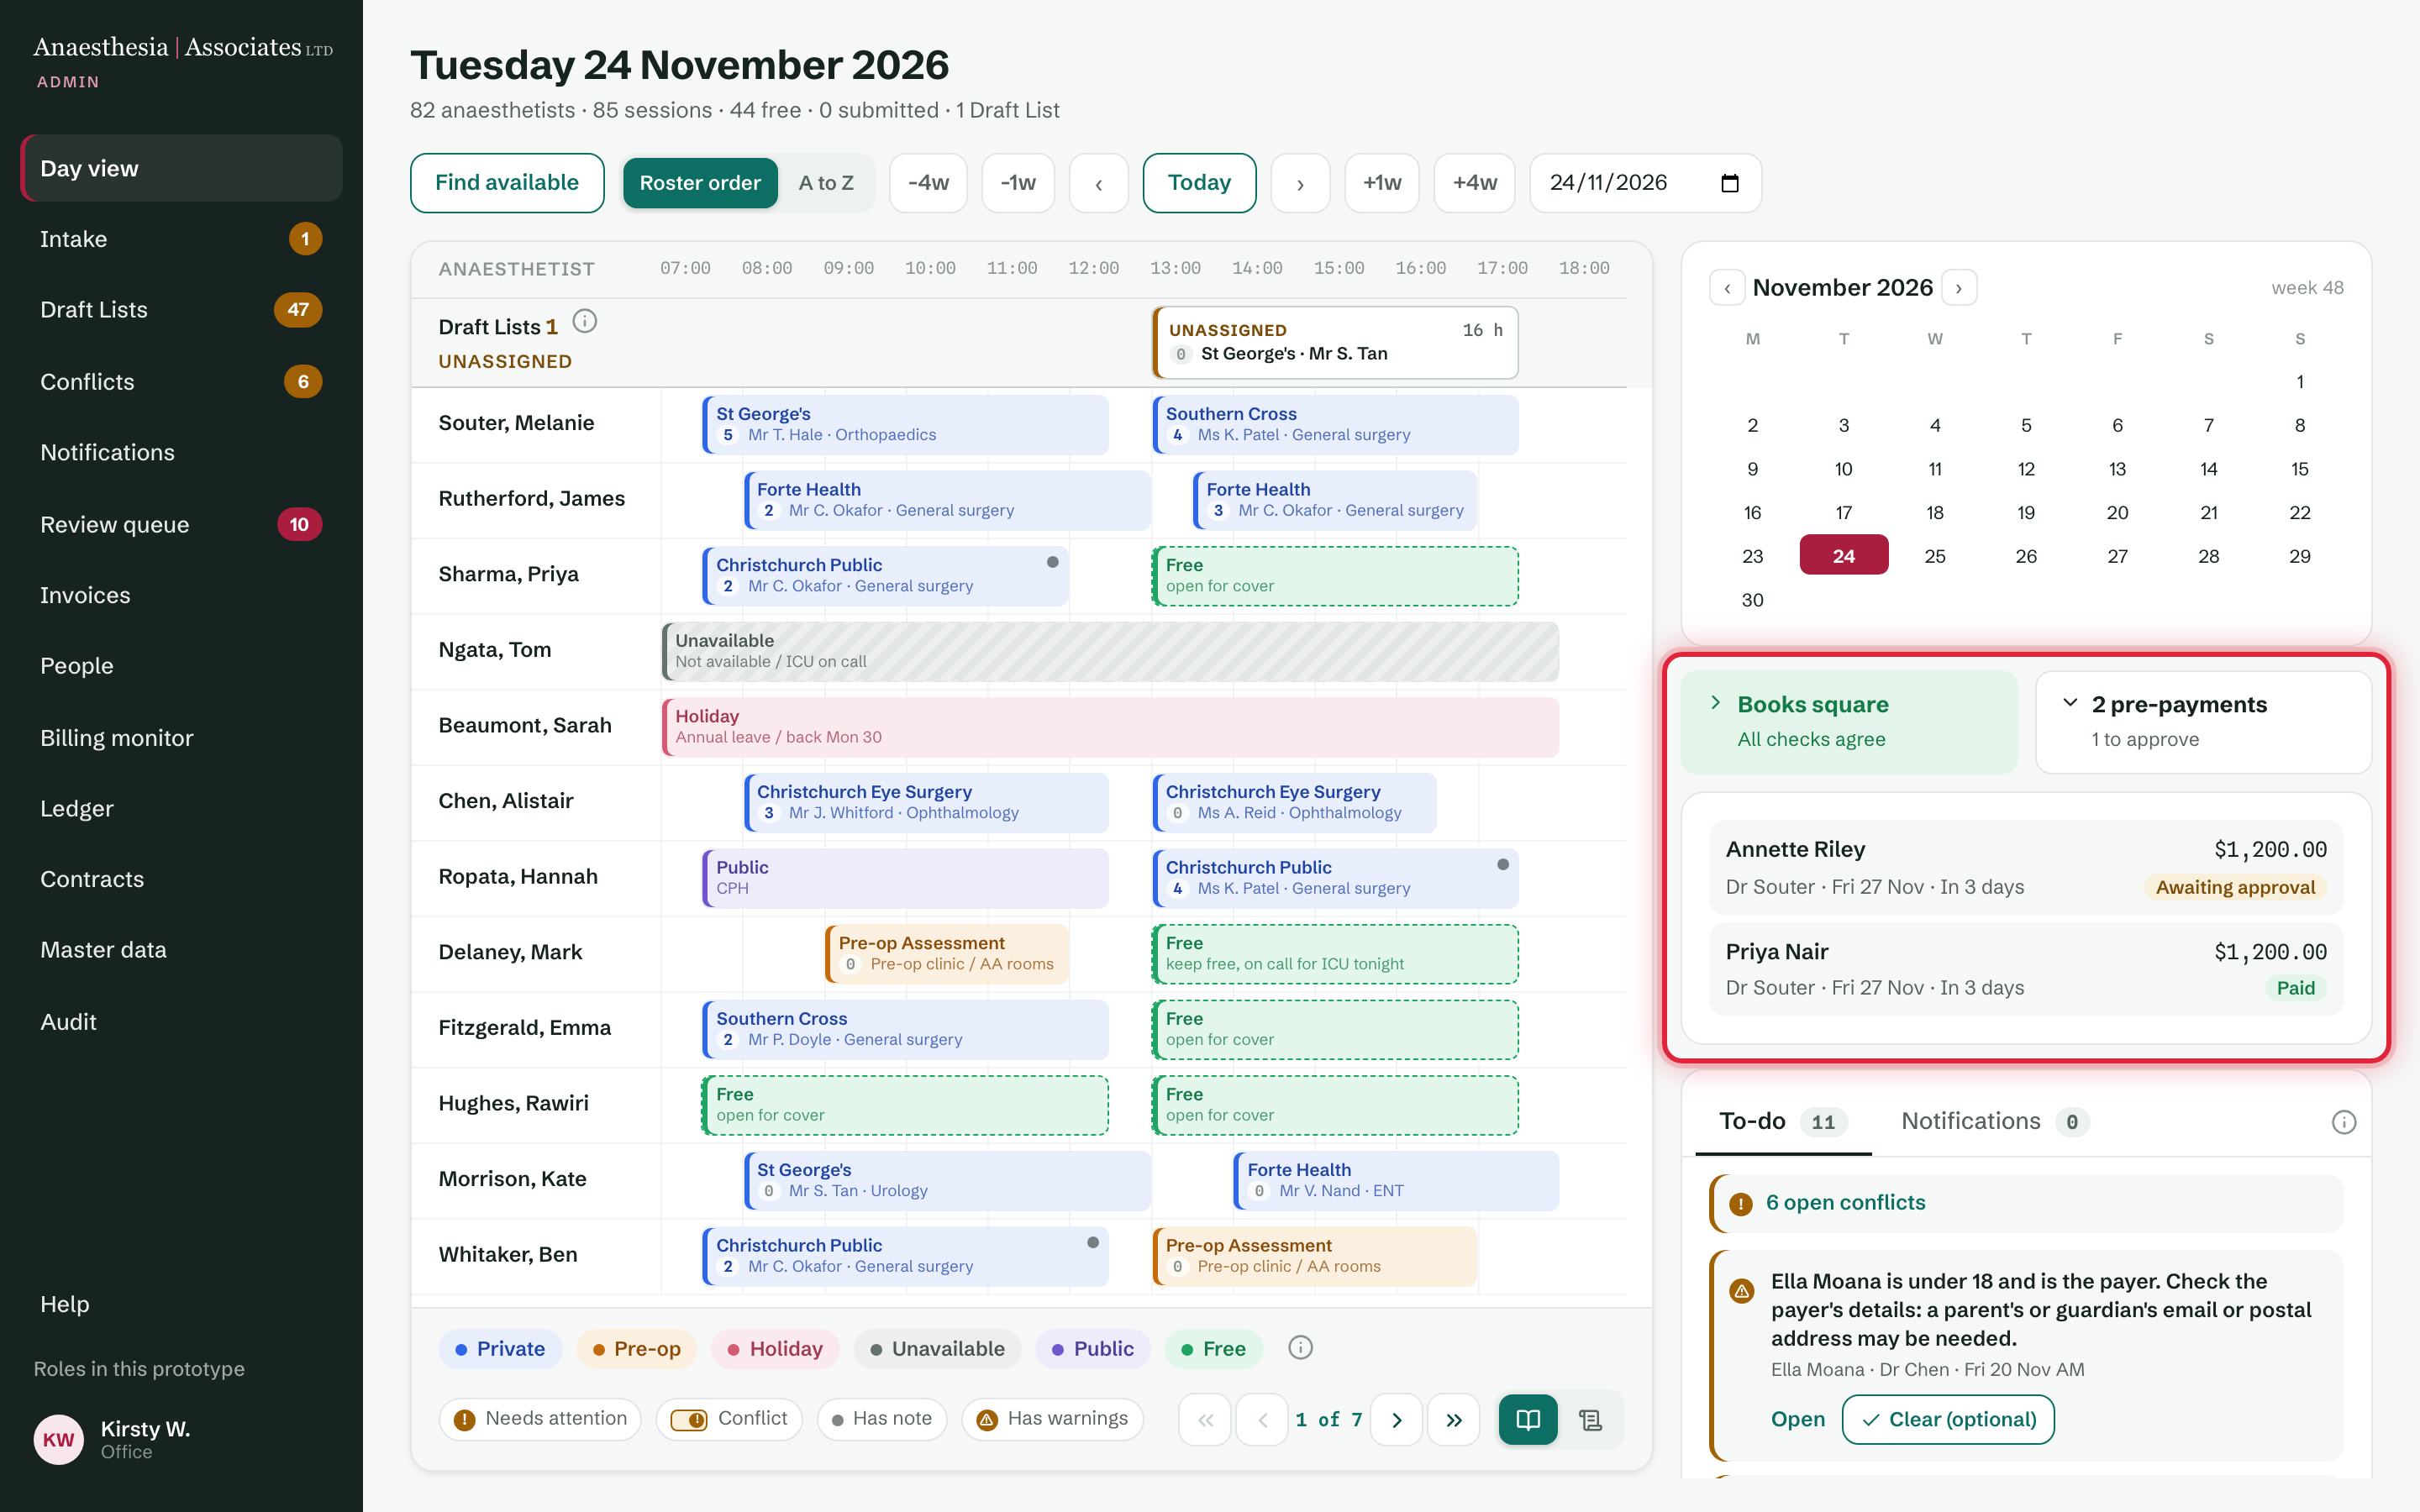 Anaesthesia | Associates LTD
ADMIN
Day view
Intake 1
Draft Lists 47
Conflicts 6
Notifications
Review queue 10
Invoices
People
Billing monitor
Ledger
Contracts
Master data
Audit
Help
Roles in this prototype
KW Kirsty W.
Office
Tuesday 24 November 2026
82 anaesthetists · 85 sessions · 44 free · 0 submitted · 1 Draft List
Find available
Roster order A to Z
-4w -1w ‹ Today › +1w +4w
24/11/2026
ANAESTHETIST 07:00 08:00 09:00 10:00 11:00 12:00 13:00 14:00 15:00 16:00 17:00 18:00
Draft Lists 1
UNASSIGNED
UNASSIGNED 16 h
0 St George's · Mr S. Tan
Souter, Melanie
St George's
5 Mr T. Hale · Orthopaedics
Southern Cross
4 Ms K. Patel · General surgery
Rutherford, James
Forte Health
2 Mr C. Okafor · General surgery
Forte Health
3 Mr C. Okafor · General surgery
Sharma, Priya
Christchurch Public
2 Mr C. Okafor · General surgery
Free
open for cover
Ngata, Tom
Unavailable
Not available / ICU on call
Beaumont, Sarah
Holiday
Annual leave / back Mon 30
Chen, Alistair
Christchurch Eye Surgery
3 Mr J. Whitford · Ophthalmology
Christchurch Eye Surgery
0 Ms A. Reid · Ophthalmology
Ropata, Hannah
Public
CPH
Christchurch Public
4 Ms K. Patel · General surgery
Delaney, Mark
Pre-op Assessment
0 Pre-op clinic / AA rooms
Free
keep free, on call for ICU tonight
Fitzgerald, Emma
Southern Cross
2 Mr P. Doyle · General surgery
Free
open for cover
Hughes, Rawiri
Free
open for cover
Free
open for cover
Morrison, Kate
St George's
0 Mr S. Tan · Urology
Forte Health
0 Mr V. Nand · ENT
Whitaker, Ben
Christchurch Public
2 Mr C. Okafor · General surgery
Pre-op Assessment
0 Pre-op clinic / AA rooms
Private Pre-op Holiday Unavailable Public Free
Needs attention Conflict Has note Has warnings
« ‹ 1 of 7 › »
‹ November 2026 › week 48
M T W T F S S
1
2 3 4 5 6 7 8
9 10 11 12 13 14 15
16 17 18 19 20 21 22
23 24 25 26 27 28 29
30
Books square
All checks agree
2 pre-payments
1 to approve
Annette Riley $1,200.00
Dr Souter · Fri 27 Nov · In 3 days Awaiting approval
Priya Nair $1,200.00
Dr Souter · Fri 27 Nov · In 3 days Paid
To-do 11 Notifications 0
6 open conflicts
Ella Moana is under 18 and is the payer. Check the
payer's details: a parent's or guardian's email or postal
address may be needed.
Ella Moana · Dr Chen · Fri 20 Nov AM
Open Clear (optional)